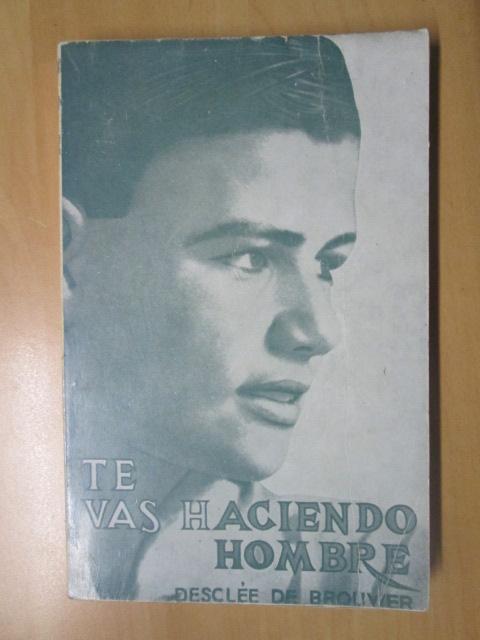 TE
VAS HACIENDO
HOMBRE
DESCLÉE DE BROUWER